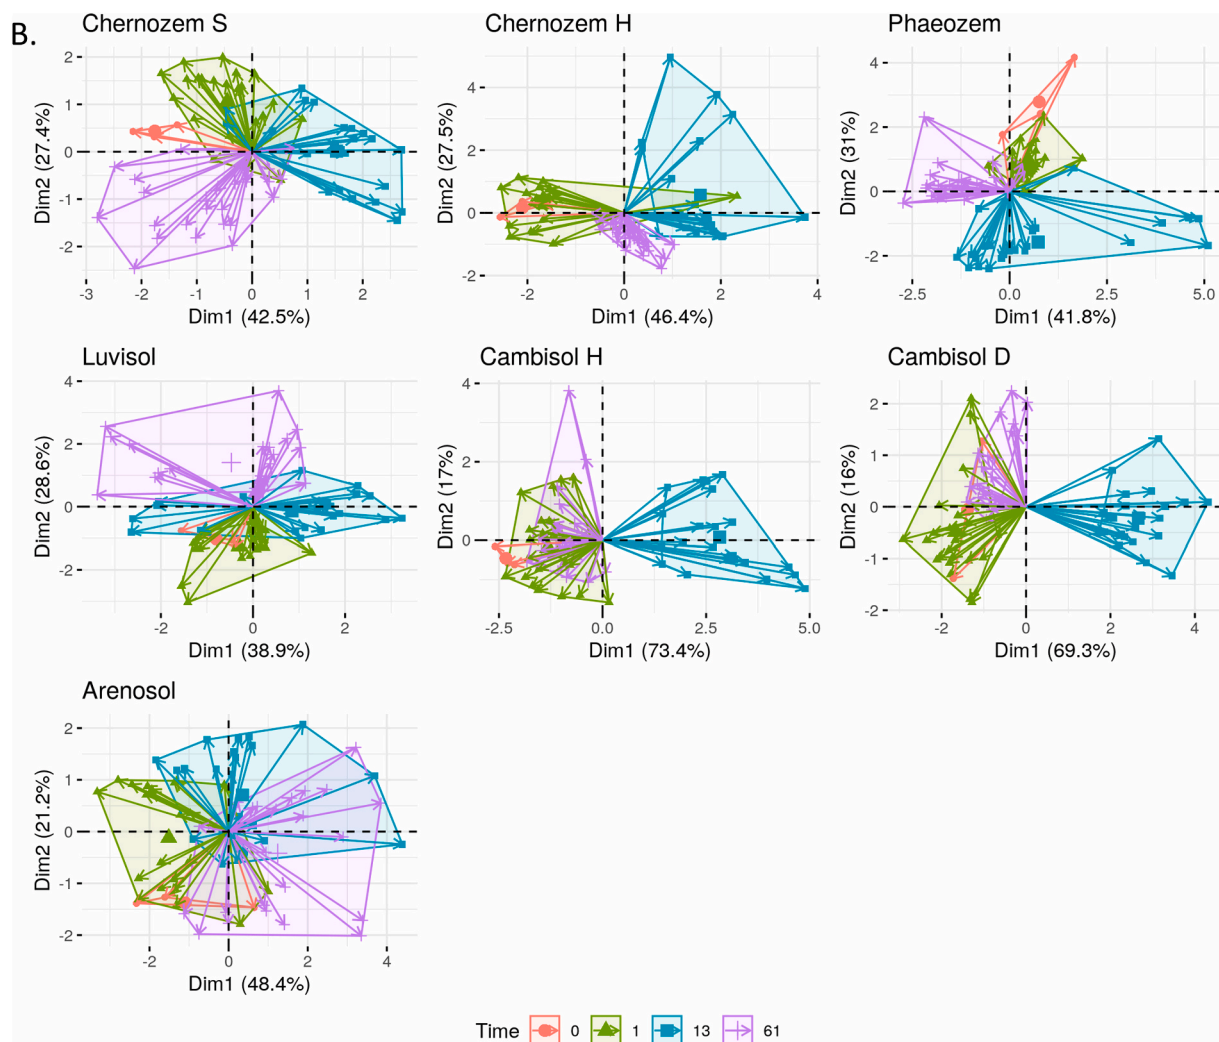 B.
Chernozem S
Chernozem H
Phaeozem
Dim2 (27.4%)
2
1
0
-1
-2
-3 -2 -1 0 1 2
Dim1 (42.5%)
Dim2 (27.5%)
4
2
0
-2
-2 0 2 4
Dim1 (46.4%)
Dim2 (31%)
4
2
0
-2
-2.5 0.0 2.5 5.0
Dim1 (41.8%)
Luvisol
Cambisol H
Cambisol D
Dim2 (28.6%)
4
2
0
-2
-2 0 2
Dim1 (38.9%)
Dim2 (17%)
4
2
0
-2.5 0.0 2.5 5.0
Dim1 (73.4%)
Dim2 (16%)
2
1
0
-1
-2
-2 0 2 4
Dim1 (69.3%)
Arenosol
Dim2 (21.2%)
2
1
0
-1
-2
-2 0 2 4
Dim1 (48.4%)
Time 0 1 13 61